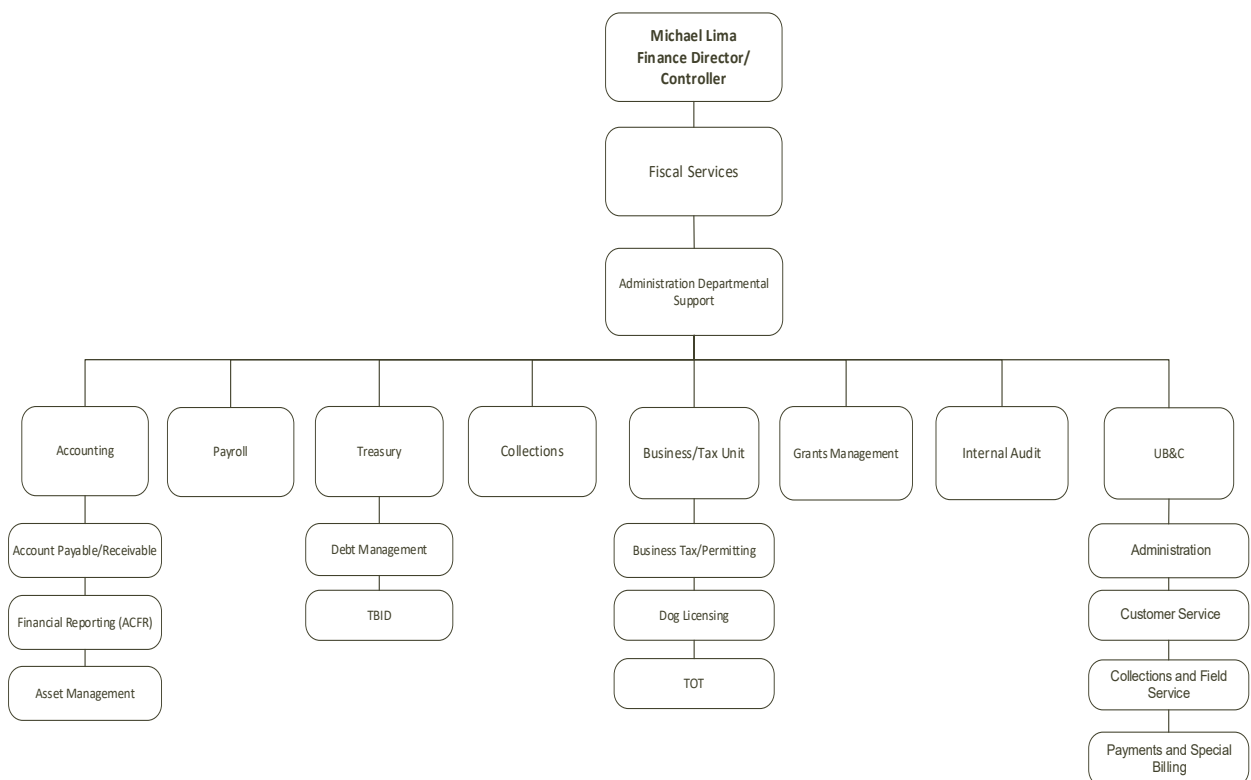 Michael Lima
Finance Director/
Controller
Fiscal Services
Administration Departmental
Support
Accounting
Payroll
Treasury
Collections
Business/Tax Unit
Grants Management
Internal Audit
UB&C
Account Payable/Receivable
Debt Management
Business Tax/Permitting
Administration
Financial Reporting (ACFR)
TBID
Dog Licensing
Customer Service
Asset Management
TOT
Collections and Field
Service
Payments and Special
Billing